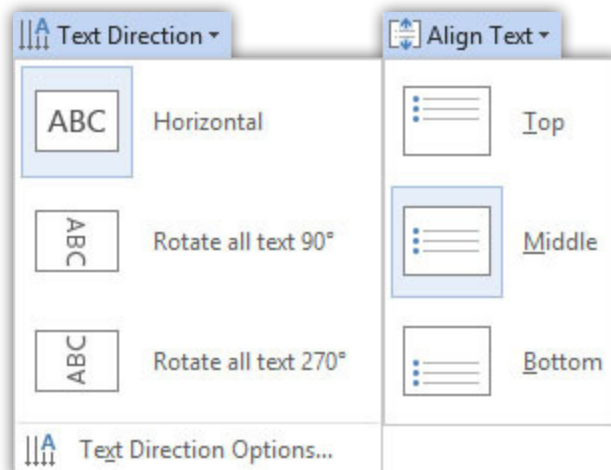 Text Direction
ABC Horizontal
ABC Rotate all text 90°
ABC Rotate all text 270°
Text Direction Options...
Align Text
Top
Middle
Bottom